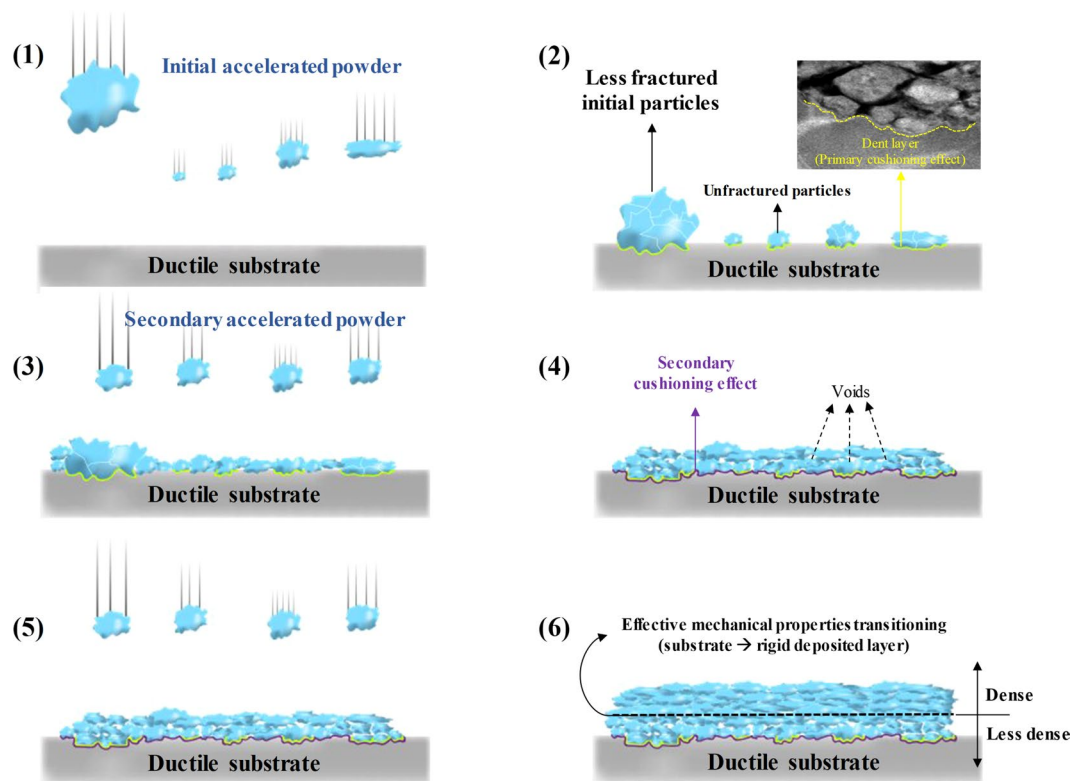 (1)
Initial accelerated powder
Ductile substrate
(2)
Less fractured
initial particles
Unfractured particles
Dent layer
(Primary cushioning effect)
Ductile substrate
(3)
Secondary accelerated powder
Ductile substrate
(4)
Secondary
cushioning effect
Voids
Ductile substrate
(5)
Ductile substrate
(6)
Effective mechanical properties transitioning
(substrate → rigid deposited layer)
Dense
Less dense
Ductile substrate